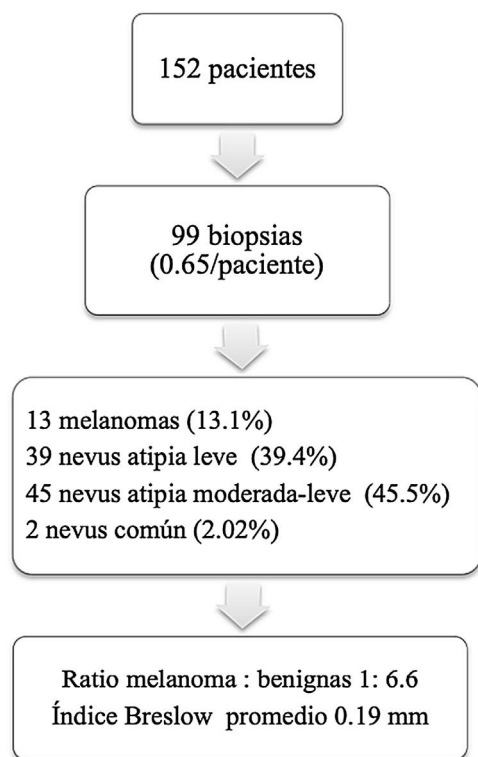 152 pacientes
99 biopsias
(0.65/paciente)
13 melanomas (13.1%)
39 nevus atipia leve (39.4%)
45 nevus atipia moderada-leve (45.5%)
2 nevus común (2.02%)
Ratio melanoma : benignas 1: 6.6
Índice Breslow promedio 0.19 mm